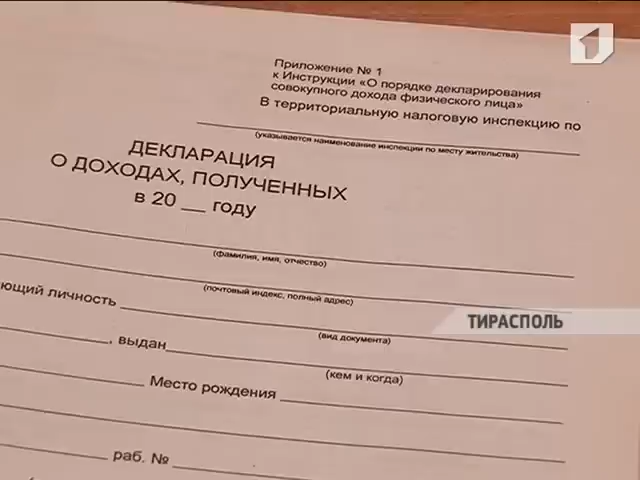 1
Приложение № 1
к Инструкции «О порядке декларирования
совокупного дохода физического лица»
В территориальную налоговую инспекцию по
(указывается наименование инспекции по месту жительства)
ДЕКЛАРАЦИЯ
О ДОХОДАХ, ПОЛУЧЕННЫХ
в 20 __ году
(фамилия, имя, отчество)
(почтовый индекс, полный адрес)
ющий личность
(вид документа)
ТИРАСПОЛЬ
, выдан
(кем и когда)
Место рождения
раб. №